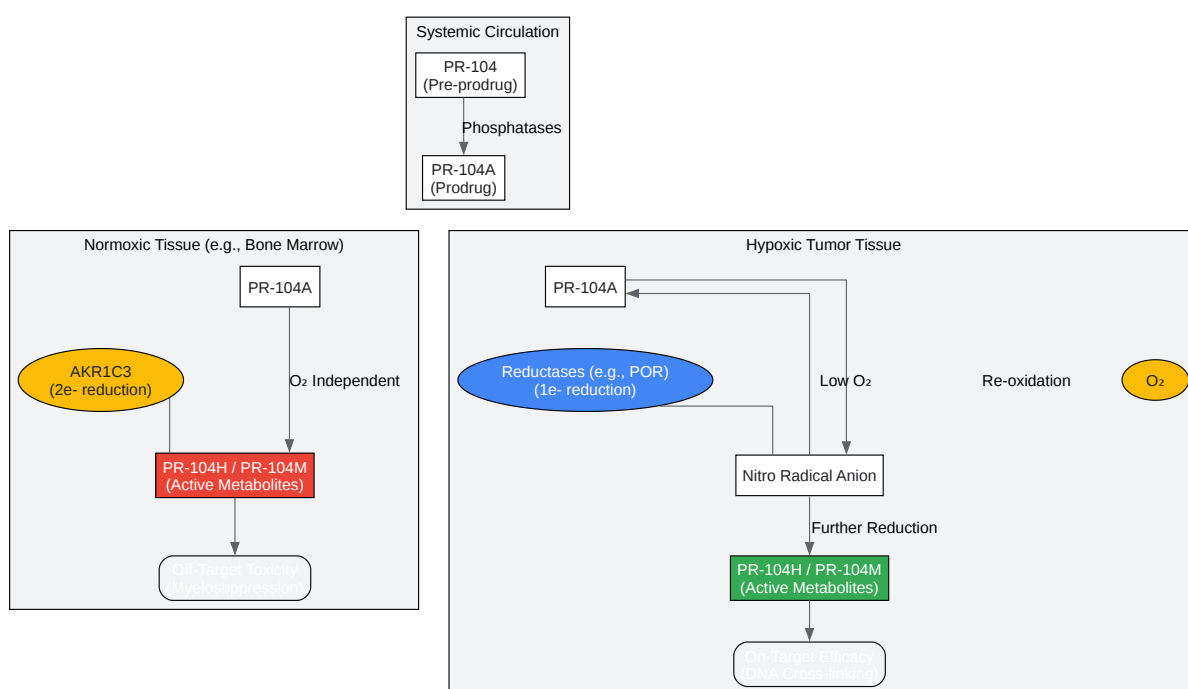 Systemic Circulation
PR-104
(Pre-prodrug)
Phosphatases
PR-104A
(Prodrug)
Normoxic Tissue (e.g., Bone Marrow)
PR-104A
AKR1C3
(2e- reduction)
O₂ Independent
PR-104H / PR-104M
(Active Metabolites)
Off-Target Toxicity
(Myelosuppression)
Hypoxic Tumor Tissue
PR-104A
Reductases (e.g., POR)
(1e- reduction)
Low O₂
Re-oxidation
O₂
Nitro Radical Anion
Further Reduction
PR-104H / PR-104M
(Active Metabolites)
On-Target Efficacy
(DNA Cross-linking)